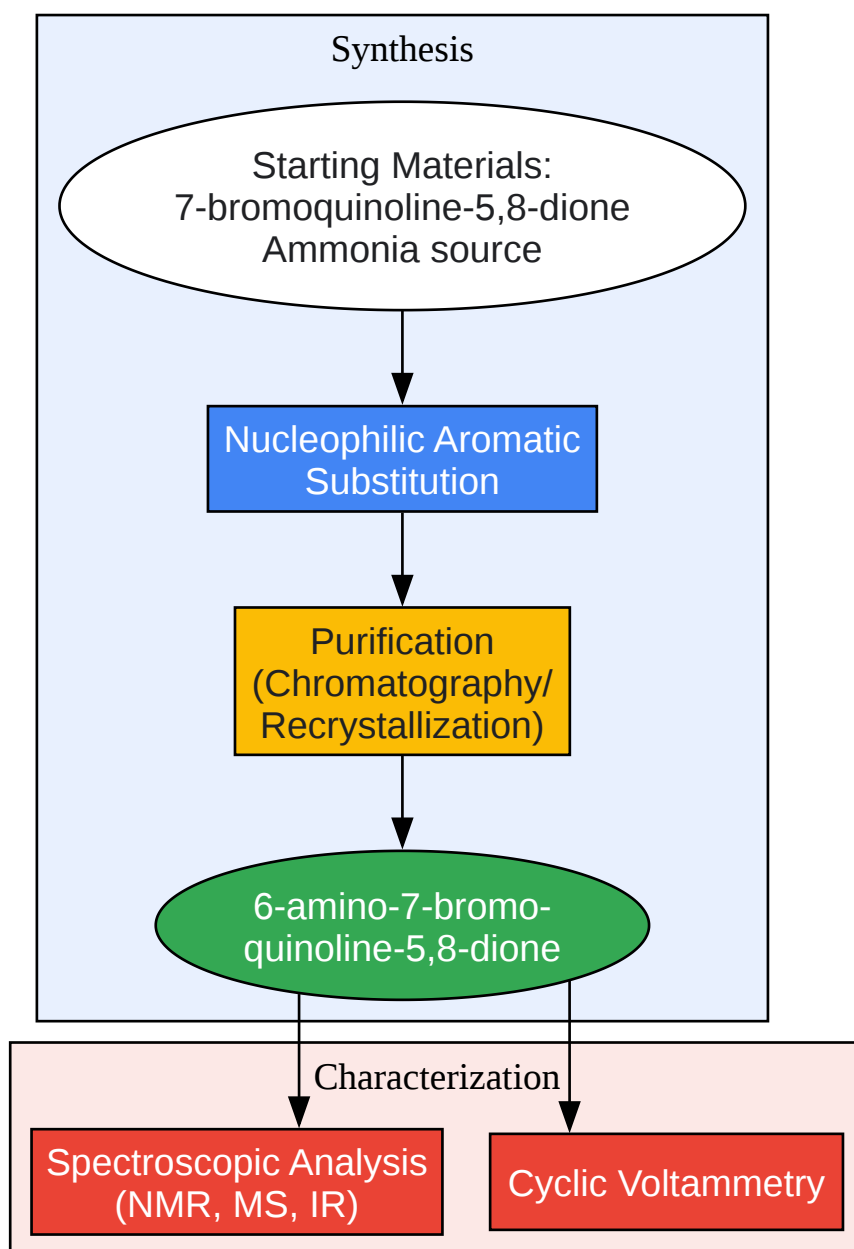 Synthesis
Starting Materials:
7-bromoquinoline-5,8-dione
Ammonia source
Nucleophilic Aromatic
Substitution
Purification
(Chromatography/
Recrystallization)
6-amino-7-bromo-
quinoline-5,8-dione
Characterization
Spectroscopic Analysis
(NMR, MS, IR)
Cyclic Voltammetry